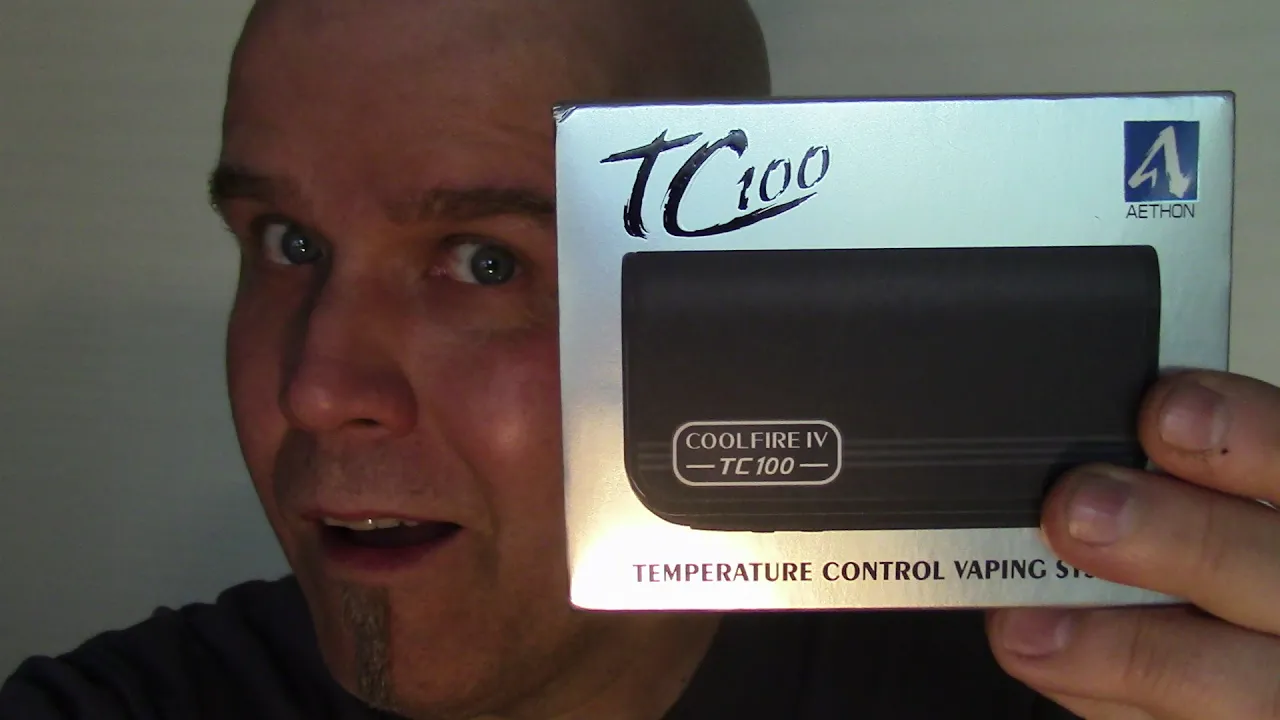 TC100
AETHON
COOLFIRE IV
TC100
TEMPERATURE CONTROL VAPING